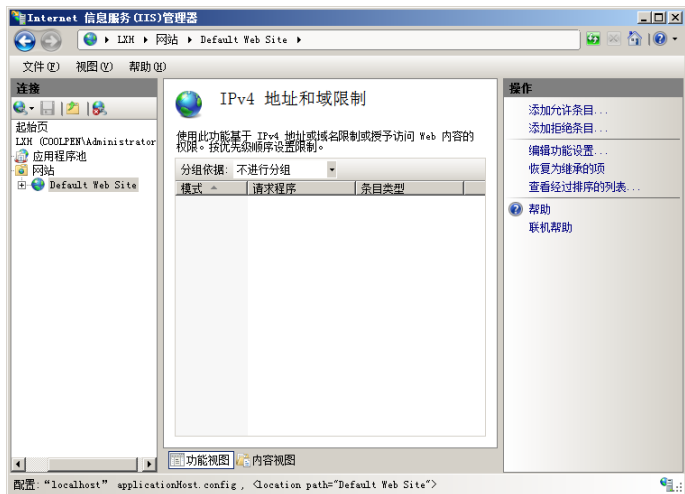 Internet 信息服务(IIS)管理器
LXH 网站 Default Web Site
文件(F) 视图(V) 帮助(H)
连接
起始页
LXH (COOLPEN\Administrator
应用程序池
网站
Default Web Site
IPv4 地址和域限制
使用此功能基于 IPv4 地址或域名限制或授予访问 Web 内容的
权限。按优先级顺序设置限制。
分组依据: 不进行分组
模式 请求程序 条目类型
功能视图 内容视图
操作
添加允许条目...
添加拒绝条目...
编辑功能设置...
恢复为继承的项
查看经过排序的列表...
帮助
联机帮助
配置:“localhost” applicationHost.config , <location path="Default Web Site">